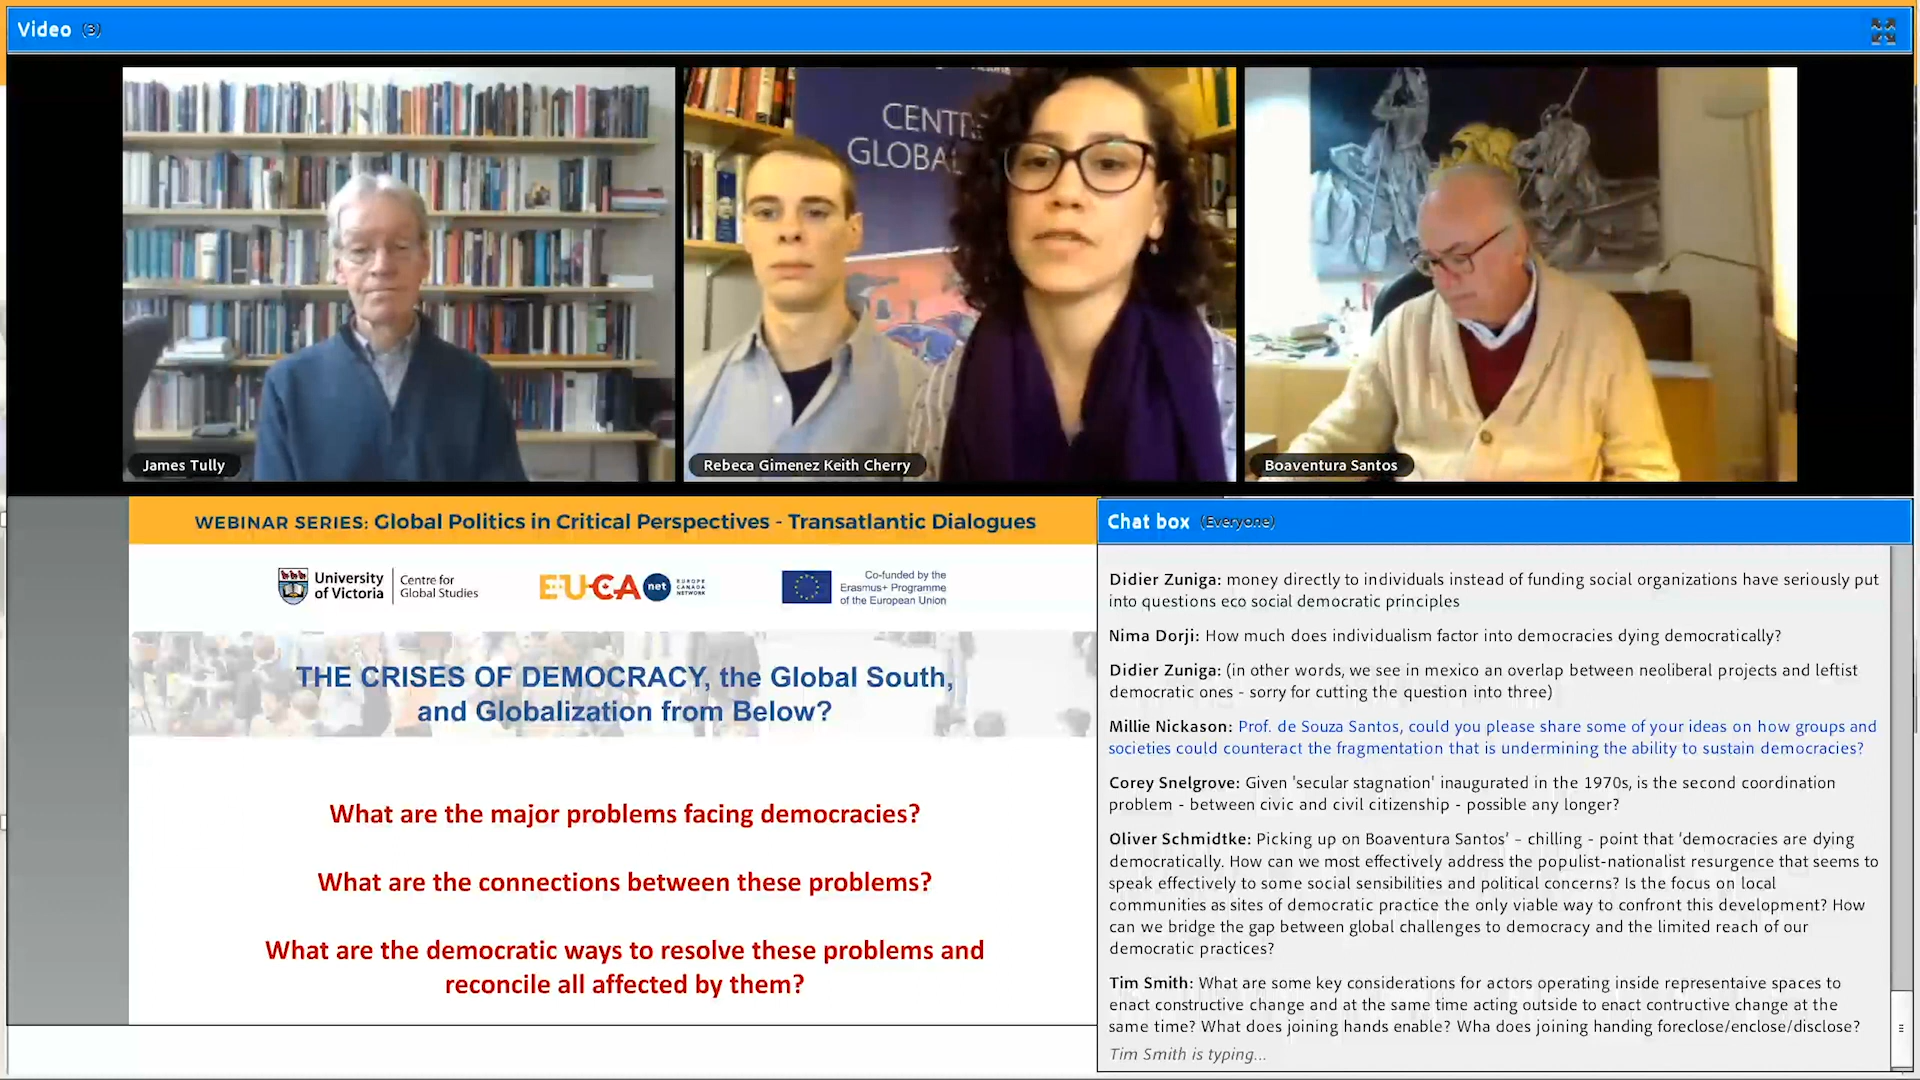 Video (3)
CENTR
GLOBAL
James Tully
Rebeca Gimenez Keith Cherry
Boaventura Santos
WEBINAR SERIES: Global Politics in Critical Perspectives - Transatlantic Dialogues
University
of Victoria
Centre for
Global Studies
EUCA net
EUROPE
CANADA
NETWORK
Co-funded by the
Erasmus+ Programme
of the European Union
THE CRISES OF DEMOCRACY, the Global South,
and Globalization from Below?
What are the major problems facing democracies?
What are the connections between these problems?
What are the democratic ways to resolve these problems and
reconcile all affected by them?
Chat box (Everyone)
Didier Zuniga: money directly to individuals instead of funding social organizations have seriously put
into questions eco social democratic principles
Nima Dorji: How much does individualism factor into democracies dying democratically?
Didier Zuniga: (in other words, we see in mexico an overlap between neoliberal projects and leftist
democratic ones - sorry for cutting the question into three)
Millie Nickason: Prof. de Souza Santos, could you please share some of your ideas on how groups and
societies could counteract the fragmentation that is undermining the ability to sustain democracies?
Corey Snelgrove: Given 'secular stagnation' inaugurated in the 1970s, is the second coordination
problem - between civic and civil citizenship - possible any longer?
Oliver Schmidtke: Picking up on Boaventura Santos' - chilling - point that 'democracies are dying
democratically. How can we most effectively address the populist-nationalist resurgence that seems to
speak effectively to some social sensibilities and political concerns? Is the focus on local
communities as sites of democratic practice the only viable way to confront this development? How
can we bridge the gap between global challenges to democracy and the limited reach of our
democratic practices?
Tim Smith: What are some key considerations for actors operating inside representaive spaces to
enact constructive change and at the same time acting outside to enact contructive change at the
same time? What does joining hands enable? Wha does joining handing foreclose/enclose/disclose?
Tim Smith is typing...